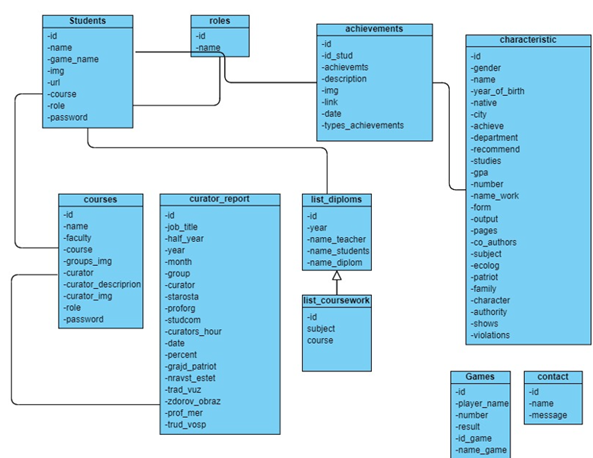 Students
-id
-name
-game_name
-img
-url
-course
-role
-password
roles
-id
-name
achievements
-id
-id_stud
-achievemts
-description
-img
-link
-date
-types_achievements
characteristic
-id
-gender
-name
-year_of_birth
-native
-city
-achieve
-department
-recommend
-studies
-gpa
-number
-name_work
-form
-output
-pages
-co_authors
-subject
-ecolog
-patriot
-family
-character
-authority
-shows
-violations
courses
-id
-name
-faculty
-course
-groups_img
-curator
-curator_descriprion
-curator_img
-role
-password
curator_report
-id
-job_title
-half_year
-year
-month
-group
-curator
-starosta
-proforg
-studcom
-curators_hour
-date
-percent
-grajd_patriot
-nravst_estet
-trad_vuz
-zdorov_obraz
-prof_mer
-trud_vosp
list_diploms
-id
-year
-name_teacher
-name_students
-name_diplom
list_coursework
-id
subject
course
Games
-id
-player_name
-number
-result
-id_game
-name_game
contact
-id
-name
-message